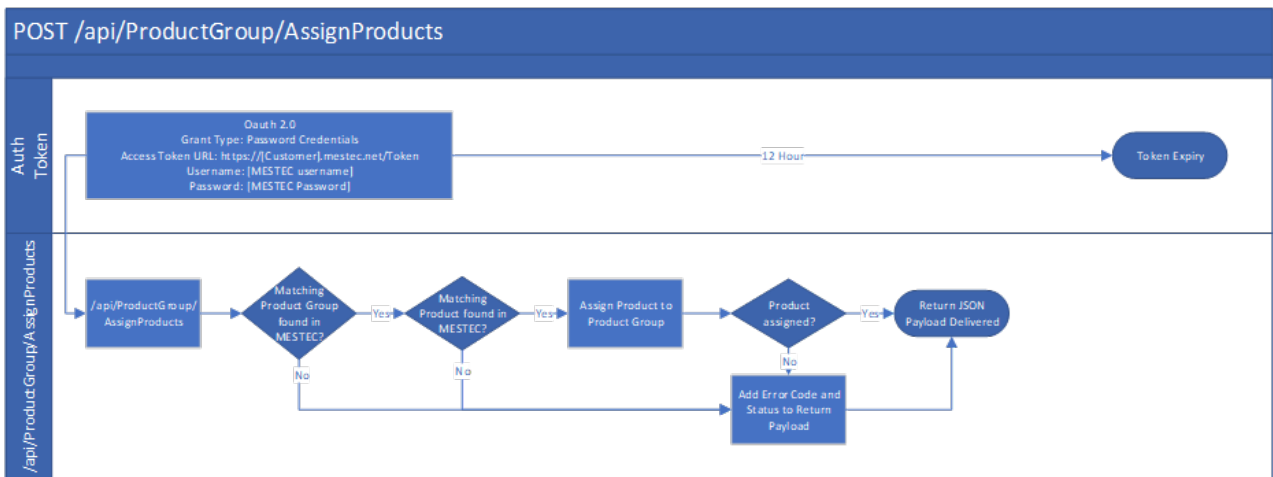 POST /api/ProductGroup/AssignProducts
Auth
Token
Oauth 2.0
Grant Type: Password Credentials
Access Token URL: https://[Customer].mestec.net/Token
Username: [MESTEC username]
Password: [MESTEC Password]
12 Hour
Token Expiry
/api/ProductGroup/AssignProducts
/api/ProductGroup/
AssignProducts
Matching
Product Group
found in
MESTEC?
Yes
No
Matching
Product found in
MESTEC?
Yes
No
Assign Product to
Product Group
Product
assigned?
Yes
No
Return JSON
Payload Delivered
Add Error Code and
Status to Return
Payload